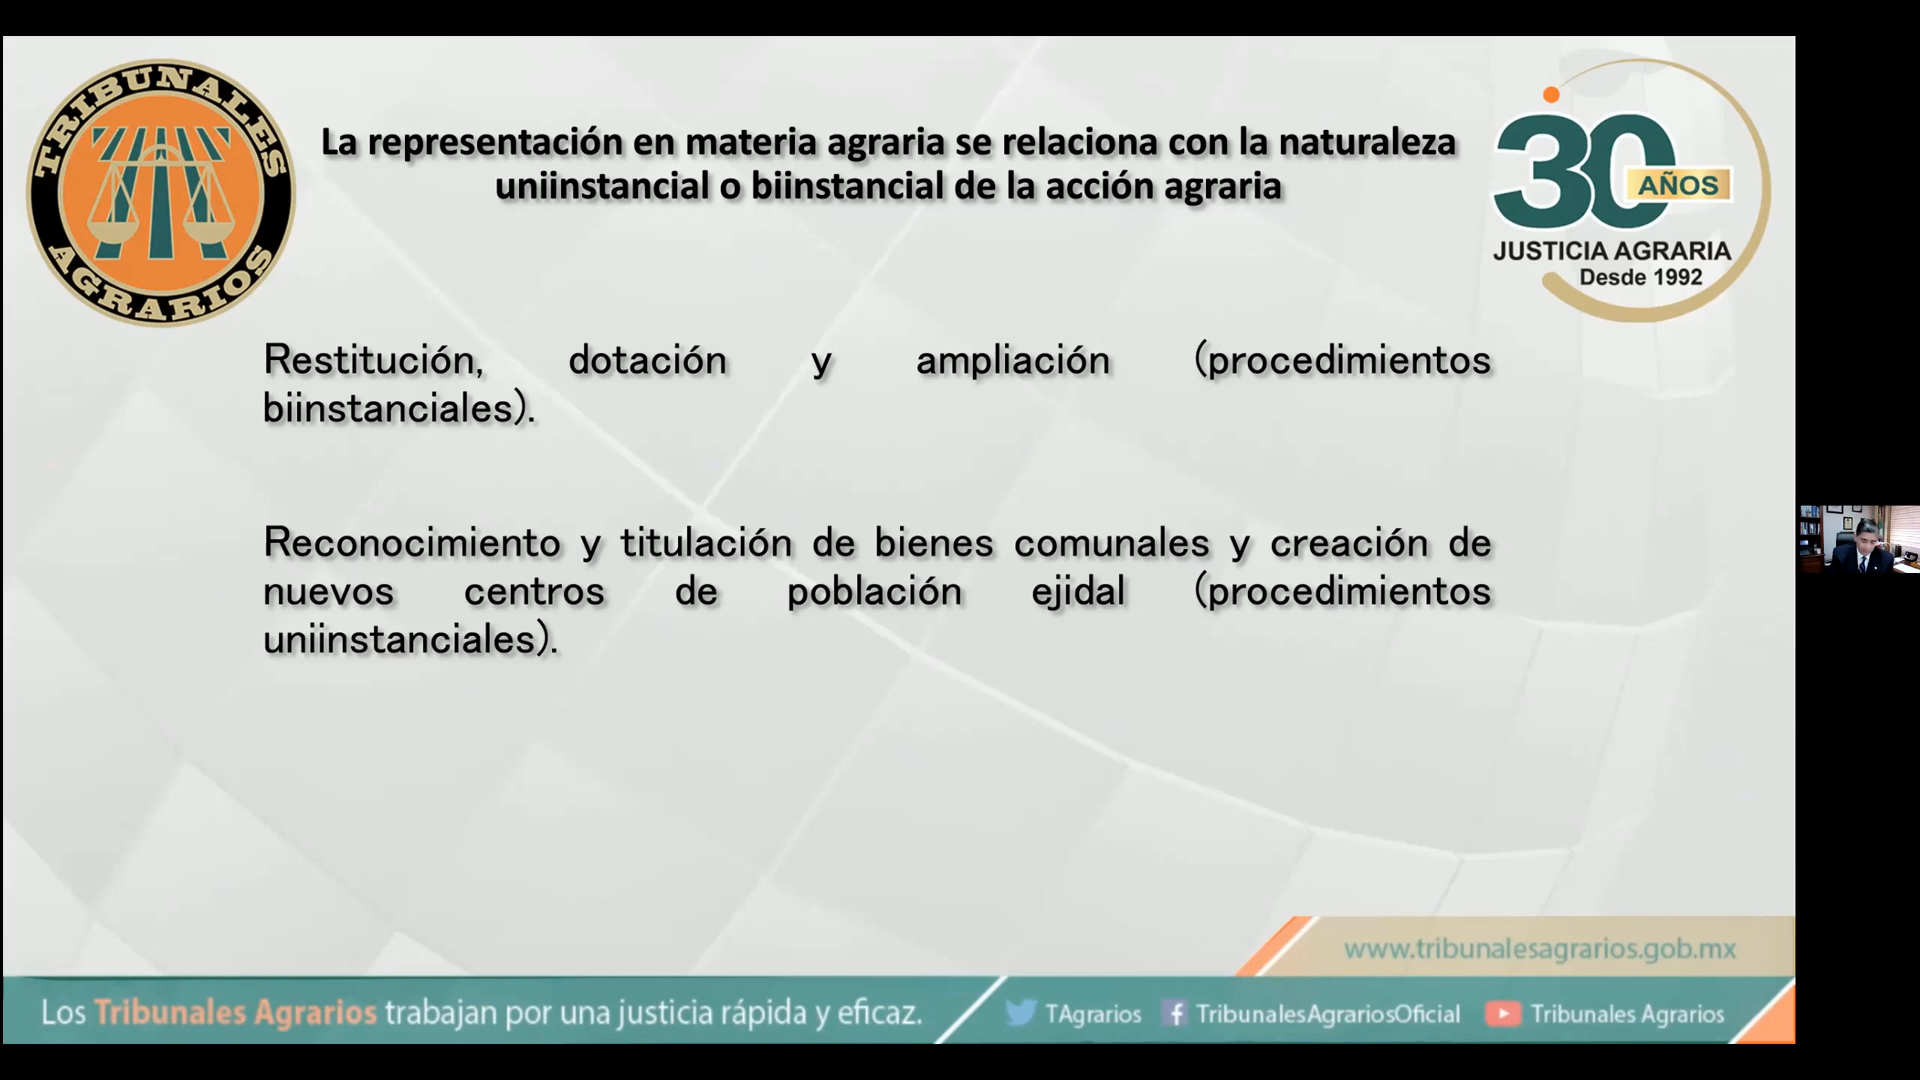 TRIBUNALES
AGRARIOS
La representación en materia agraria se relaciona con la naturaleza
uniinstancial o biinstancial de la acción agraria
30
AÑOS
JUSTICIA AGRARIA
Desde 1992
Restitución, dotación y ampliación (procedimientos
biinstanciales).
Reconocimiento y titulación de bienes comunales y creación de
nuevos centros de población ejidal (procedimientos
uniinstanciales).
www.tribunalesagrarios.gob.mx
Los Tribunales Agrarios trabajan por una justicia rápida y eficaz.
TAgrarios
TribunalesAgrariosOficial
Tribunales Agrarios